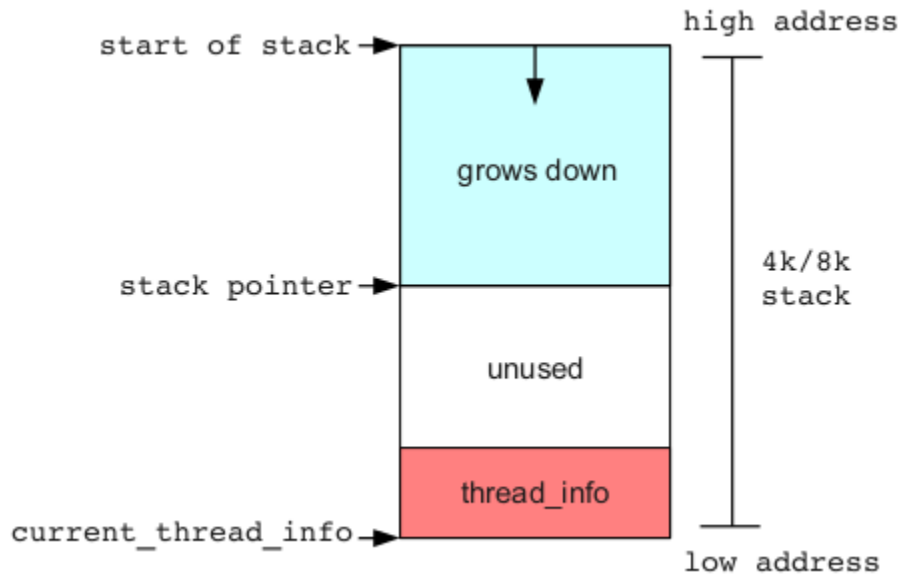 high address
start of stack
grows down
4k/8k
stack
stack pointer
unused
thread_info
current_thread_info
low address